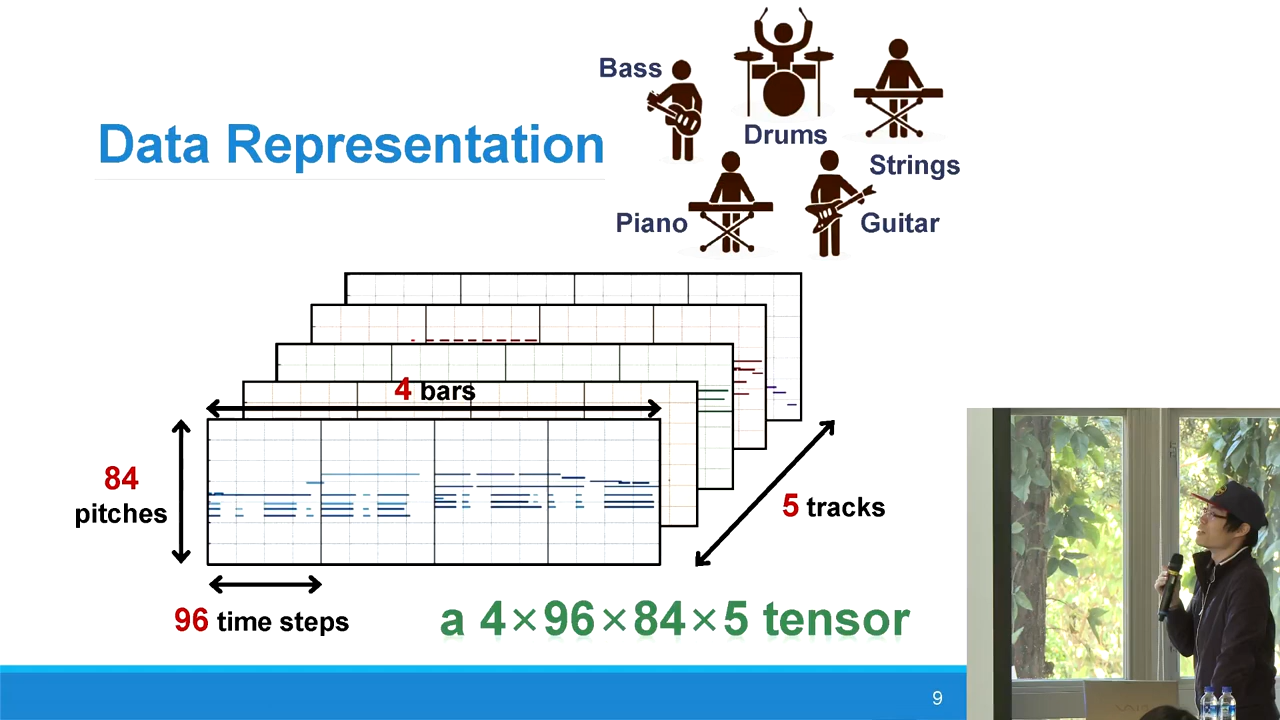 Bass
Drums
Data Representation
Strings
Piano
Guitar
4 bars
84
pitches
5 tracks
96 time steps
a 4×96×84×5 tensor
9